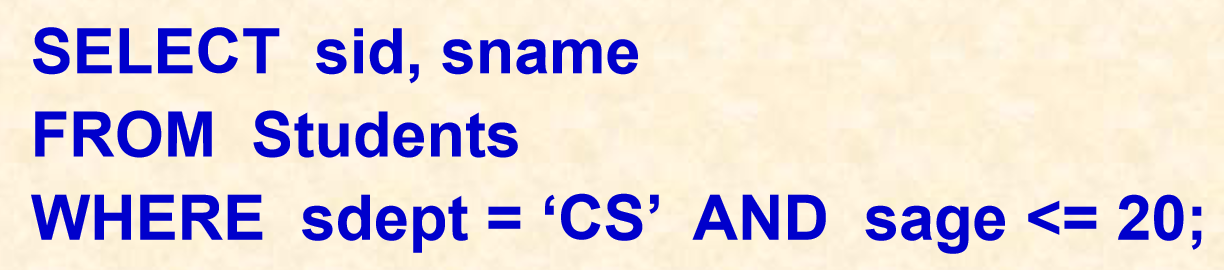 SELECT sid, sname
FROM Students
WHERE sdept = ‘CS’ AND sage <= 20;